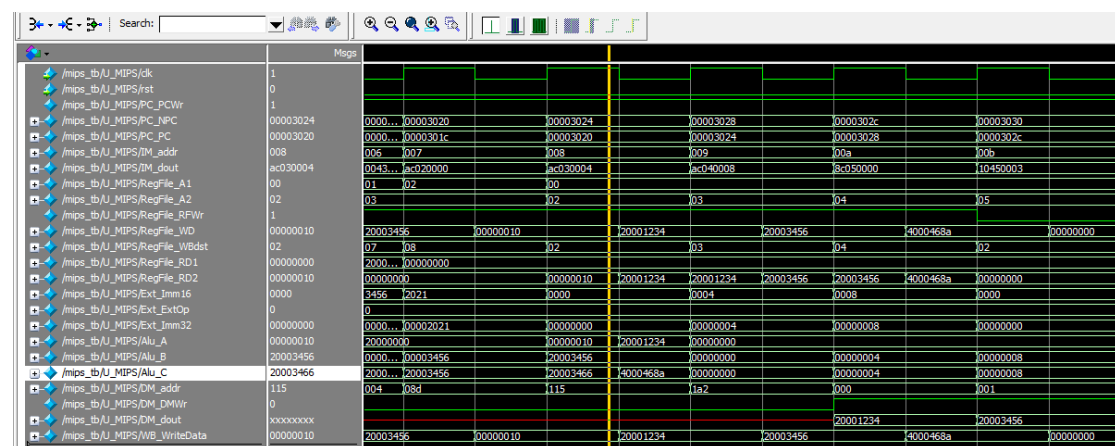 Search:
Msgs
/mips_tb/U_MIPS/clk 1
/mips_tb/U_MIPS/rst 0
/mips_tb/U_MIPS/PC_PCWr 1
/mips_tb/U_MIPS/PC_NPC 00003024 0000... 00003020 00003024 00003028 0000302c 00003030
/mips_tb/U_MIPS/PC_PC 00003020 0000... 0000301c 00003020 00003024 00003028 0000302c
/mips_tb/U_MIPS/IM_addr 008 006 007 008 009 00a 00b
/mips_tb/U_MIPS/IM_dout ac030004 0043... ac020000 ac030004 ac040008 8c050000 10450003
/mips_tb/U_MIPS/RegFile_A1 00 01 02 00
/mips_tb/U_MIPS/RegFile_A2 02 03 02 03 04 05
/mips_tb/U_MIPS/RegFile_RFWr 1
/mips_tb/U_MIPS/RegFile_WD 00000010 20003456 00000010 20001234 20003456 4000468a 00000000
/mips_tb/U_MIPS/RegFile_WBdst 02 07 08 02 03 04 02
/mips_tb/U_MIPS/RegFile_RD1 00000000 2000... 00000000
/mips_tb/U_MIPS/RegFile_RD2 00000010 00000000 00000010 20001234 20001234 20003456 20003456 4000468a 00000000
/mips_tb/U_MIPS/Ext_Imm16 0000 3456 2021 0000 0004 0008 0000
/mips_tb/U_MIPS/Ext_ExtOp 0 0
/mips_tb/U_MIPS/Ext_Imm32 00000000 0000... 00002021 00000000 00000004 00000008 00000000
/mips_tb/U_MIPS/Alu_A 00000010 20000000 00000010 20001234 00000000
/mips_tb/U_MIPS/Alu_B 20003456 0000... 00003456 20003456 00000000 00000004 00000008
/mips_tb/U_MIPS/Alu_C 20003466 2000... 20003456 20003466 4000468a 00000000 00000004 00000008
/mips_tb/U_MIPS/DM_addr 115 004 08d 115 1a2 000 001
/mips_tb/U_MIPS/DM_DMWr 0
/mips_tb/U_MIPS/DM_dout xxxxxxxx 20001234 20003456
/mips_tb/U_MIPS/WB_WriteData 00000010 20003456 00000010 20001234 20003456 4000468a 00000000